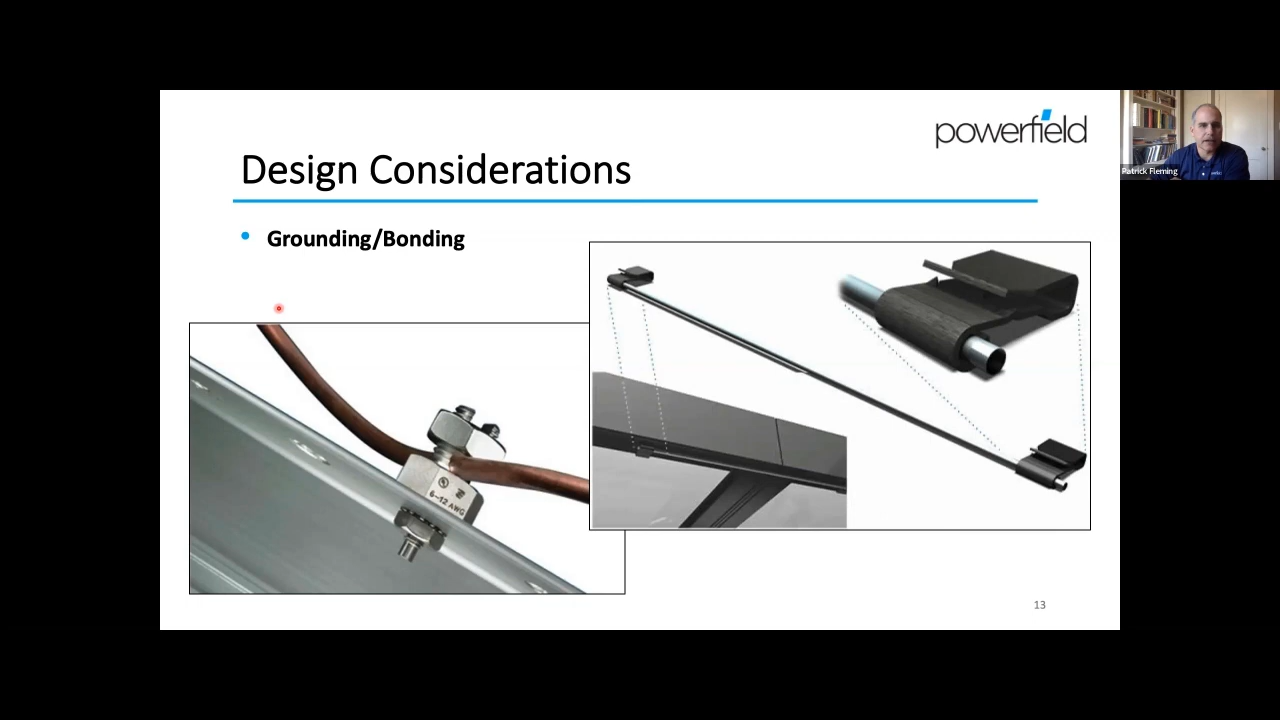 powerfield
Design Considerations
Patrick Fleming
• Grounding/Bonding
6-12 AWG
13